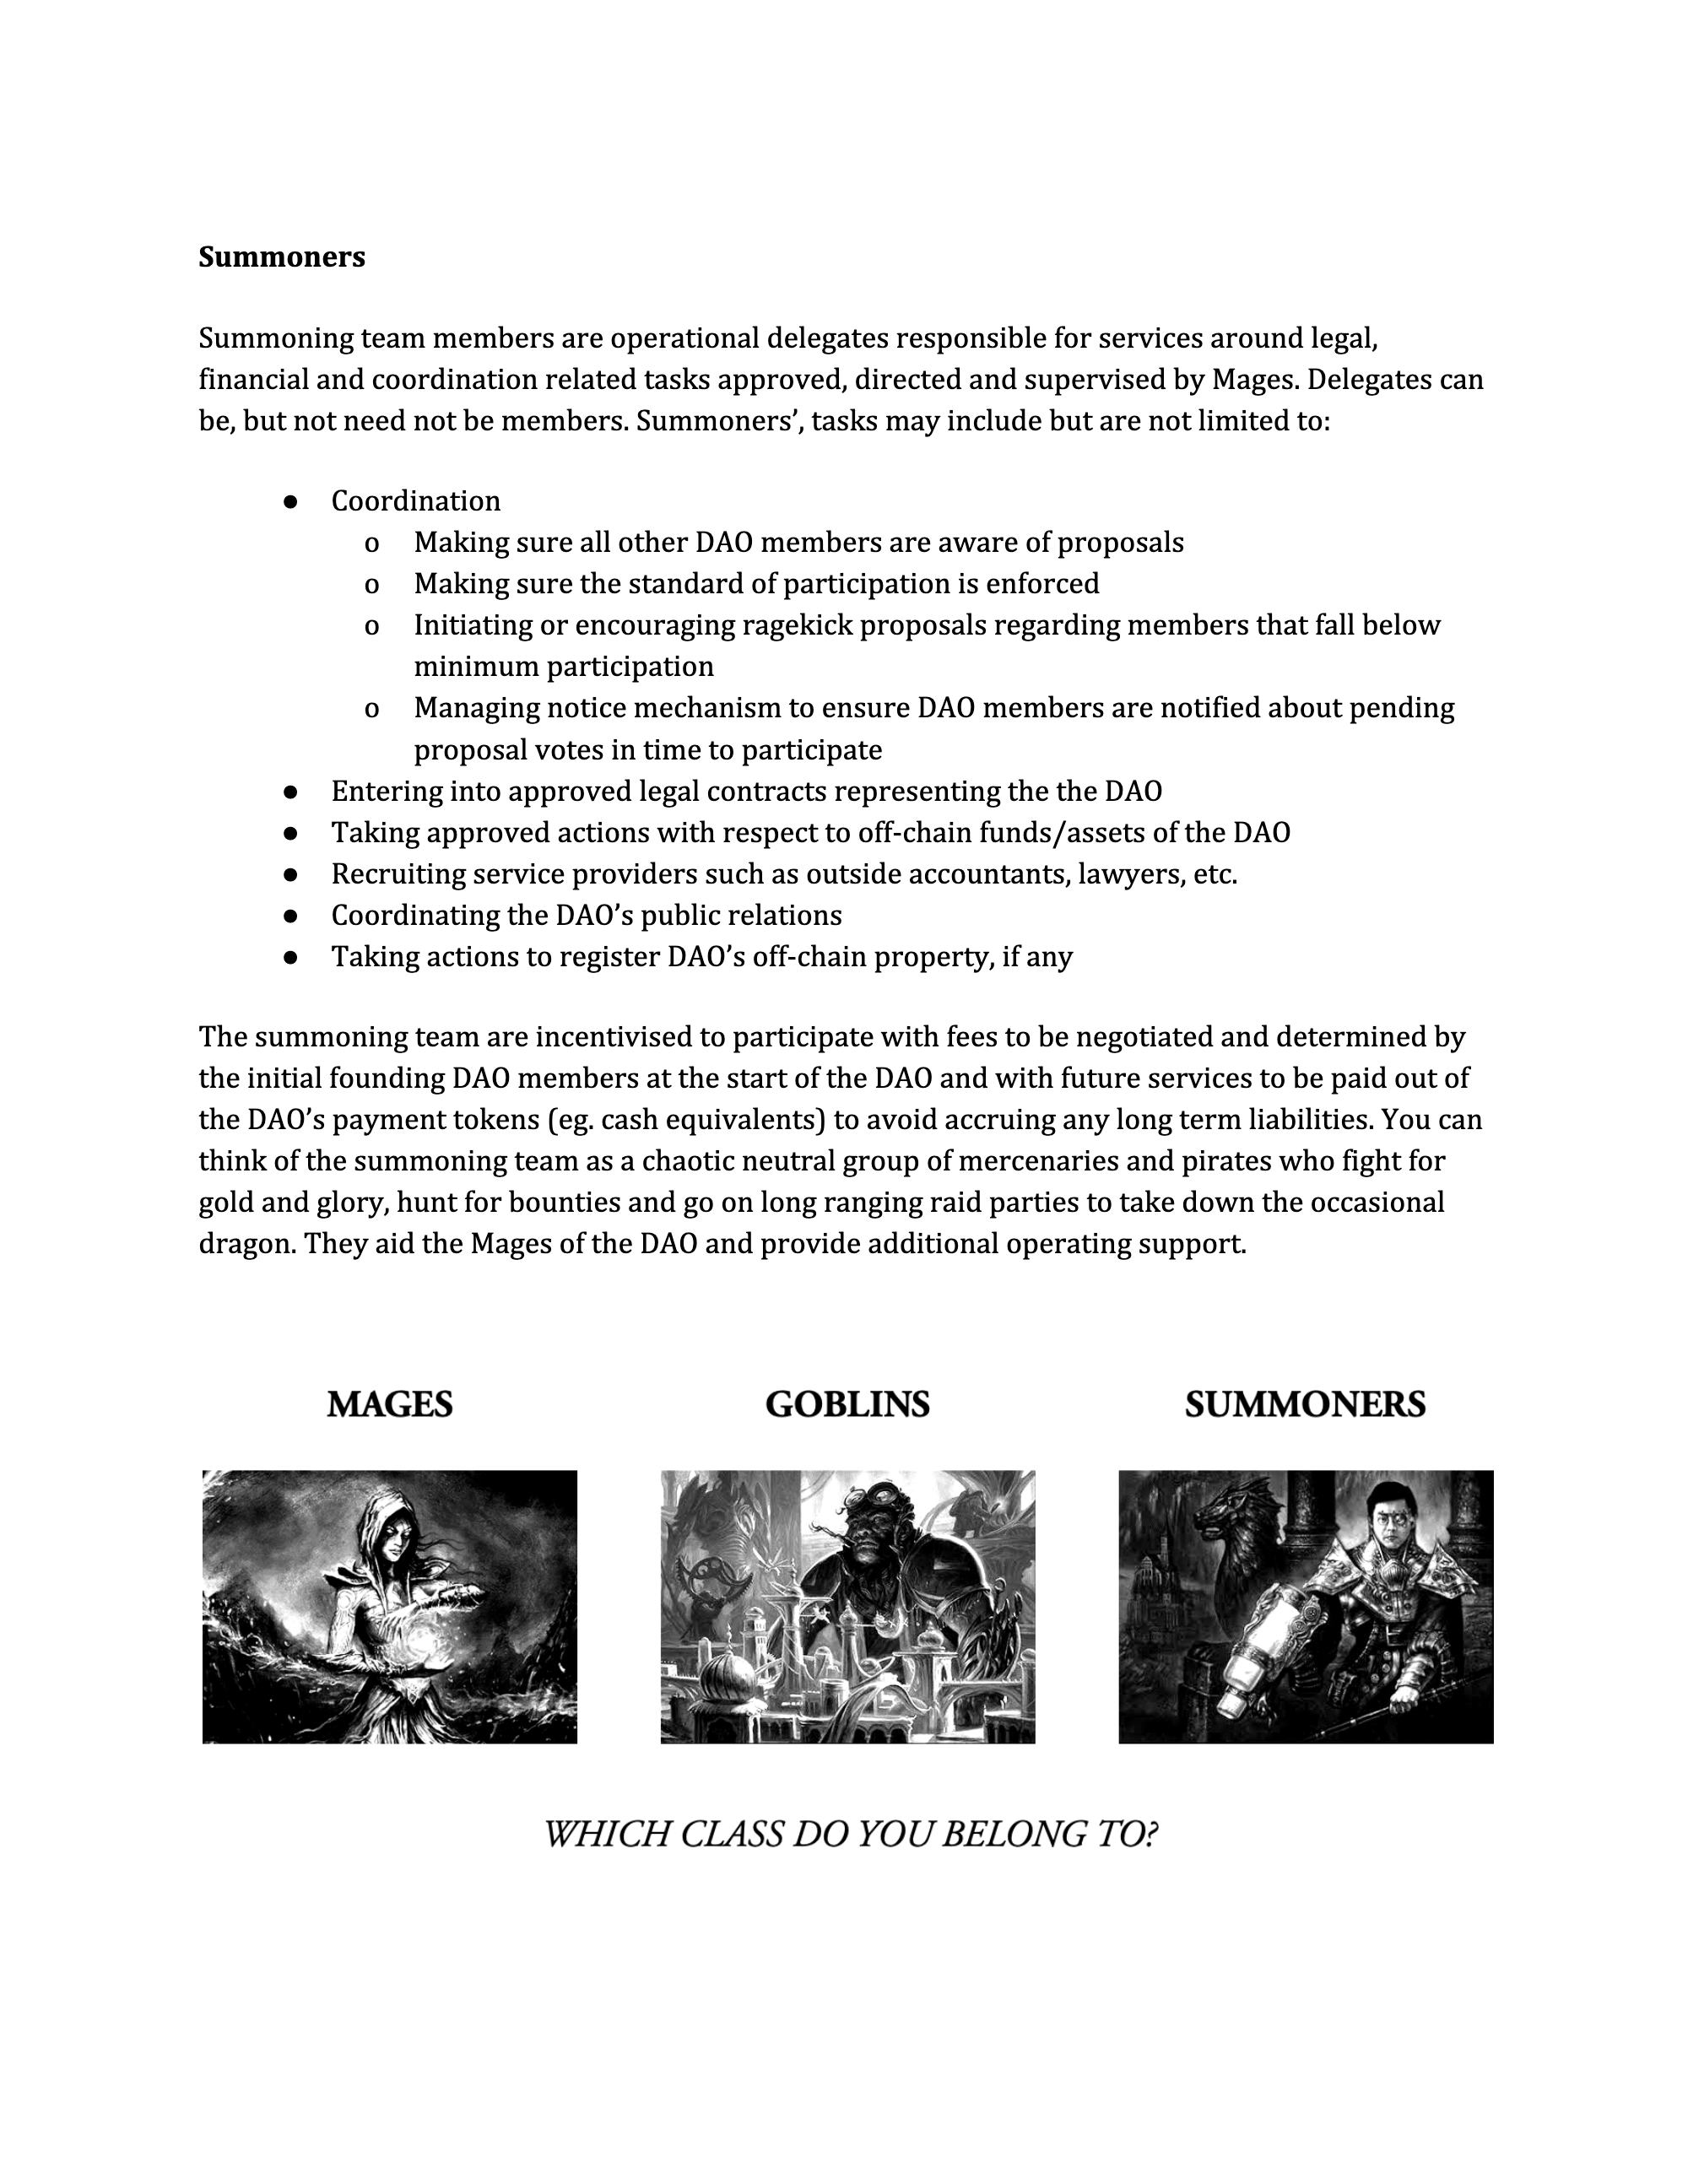 Summoners
Summoning team members are operational delegates responsible for services around legal,
financial and coordination related tasks approved, directed and supervised by Mages. Delegates can
be, but not need not be members. Summoners’, tasks may include but are not limited to:
● Coordination
o Making sure all other DAO members are aware of proposals
o Making sure the standard of participation is enforced
o Initiating or encouraging ragekick proposals regarding members that fall below
minimum participation
o Managing notice mechanism to ensure DAO members are notified about pending
proposal votes in time to participate
● Entering into approved legal contracts representing the the DAO
● Taking approved actions with respect to off-chain funds/assets of the DAO
● Recruiting service providers such as outside accountants, lawyers, etc.
● Coordinating the DAO’s public relations
● Taking actions to register DAO’s off-chain property, if any
The summoning team are incentivised to participate with fees to be negotiated and determined by
the initial founding DAO members at the start of the DAO and with future services to be paid out of
the DAO’s payment tokens (eg. cash equivalents) to avoid accruing any long term liabilities. You can
think of the summoning team as a chaotic neutral group of mercenaries and pirates who fight for
gold and glory, hunt for bounties and go on long ranging raid parties to take down the occasional
dragon. They aid the Mages of the DAO and provide additional operating support.
MAGES GOBLINS SUMMONERS
WHICH CLASS DO YOU BELONG TO?